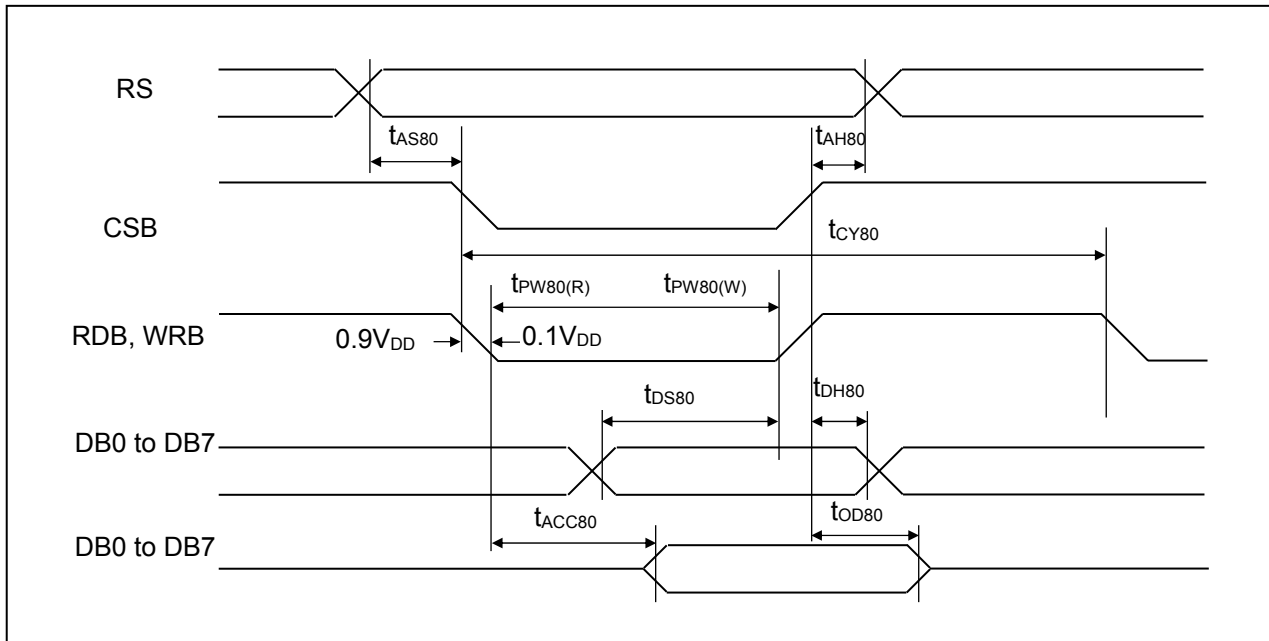 RS
tAS80
tAH80
CSB
tCY80
tPW80(R)
tPW80(W)
RDB, WRB
0.9VDD
0.1VDD
tDS80
tDH80
DB0 to DB7
tACC80
tOD80
DB0 to DB7